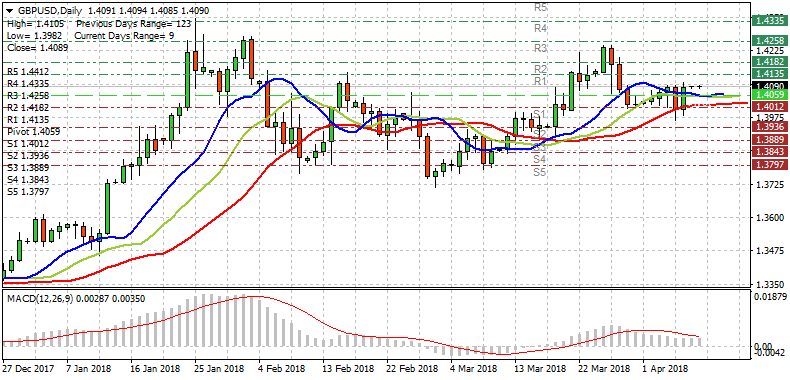 GBPUSD,Daily 1.4091 1.4094 1.4085 1.4090
High= 1.4105 Previous Days Range= 123
Low= 1.3982 Current Days Range= 9
Close= 1.4089
R5 1.4412
R4 1.4335
R3 1.4258
R2 1.4182
R1 1.4135
Pivot 1.4059
S1 1.4012
S2 1.3936
S3 1.3889
S4 1.3843
S5 1.3797
R5
R4
R3
R2
R1
S1
S2
S4
S5
1.4335
1.4258
1.4225
1.4182
1.4135
1.4090
1.4059
1.4012
1.3975
1.3936
1.3889
1.3843
1.3797
1.3725
1.3600
1.3475
1.3350
MACD(12,26,9) 0.00287 0.00350
0.01879
0.00
-0.0042
27 Dec 2017
7 Jan 2018
16 Jan 2018
25 Jan 2018
4 Feb 2018
13 Feb 2018
22 Feb 2018
4 Mar 2018
13 Mar 2018
22 Mar 2018
1 Apr 2018